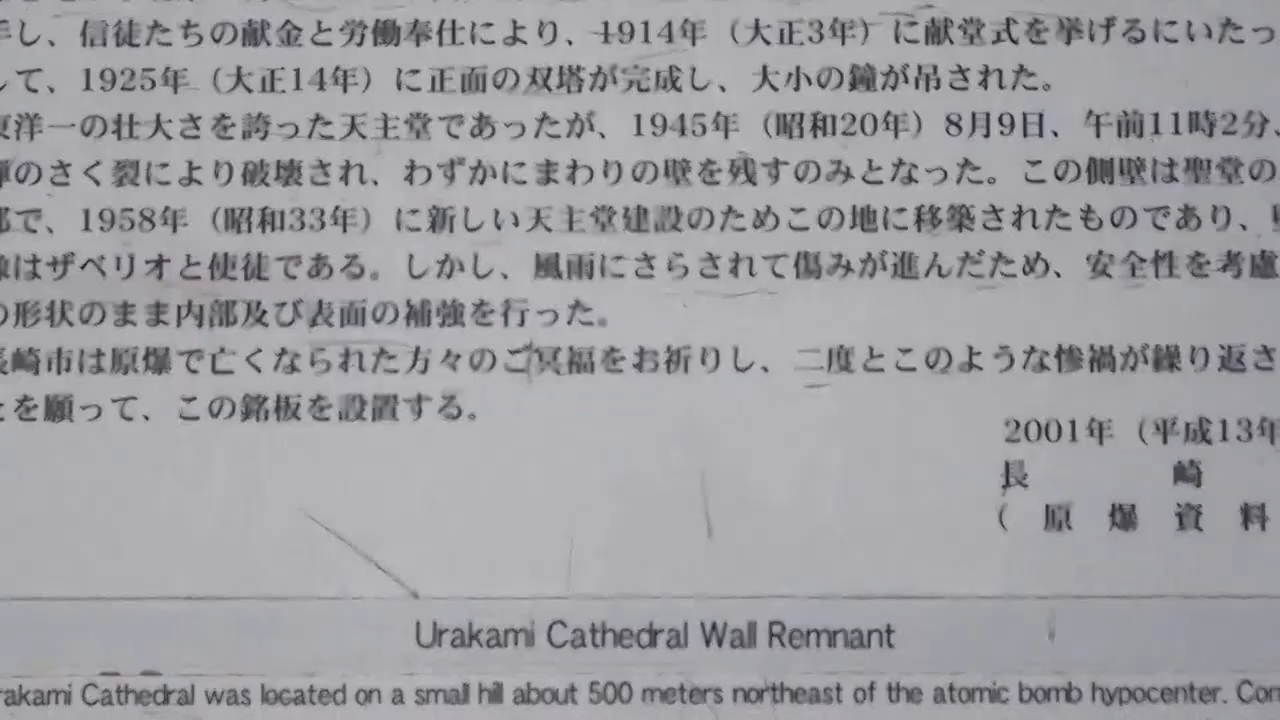 し、信徒たちの献金と労働奉仕により、1914年（大正3年）に献堂式を挙げるにいたっ
して、1925年（大正14年）に正面の双塔が完成し、大小の鐘が吊された。
東洋一の壮大さを誇った天主堂であったが、1945年（昭和20年）8月9日、午前11時2分、
弾のさく裂により破壊され、わずかにまわりの壁を残すのみとなった。この側壁は聖堂の
部で、1958年（昭和33年）に新しい天主堂建設のためこの地に移築されたものであり、
像はザベリオと使徒である。しかし、風雨にさらされて傷みが進んだため、安全性を考慮
の形状のまま内部及び表面の補強を行った。
長崎市は原爆で亡くなられた方々のご冥福をお祈りし、二度とこのような惨禍が繰り返さ
とを願って、この銘板を設置する。
2001年（平成13年
長 崎
（ 原 爆 資 料
Urakami Cathedral Wall Remnant
rakami Cathedral was located on a small hill about 500 meters northeast of the atomic bomb hypocenter. Con